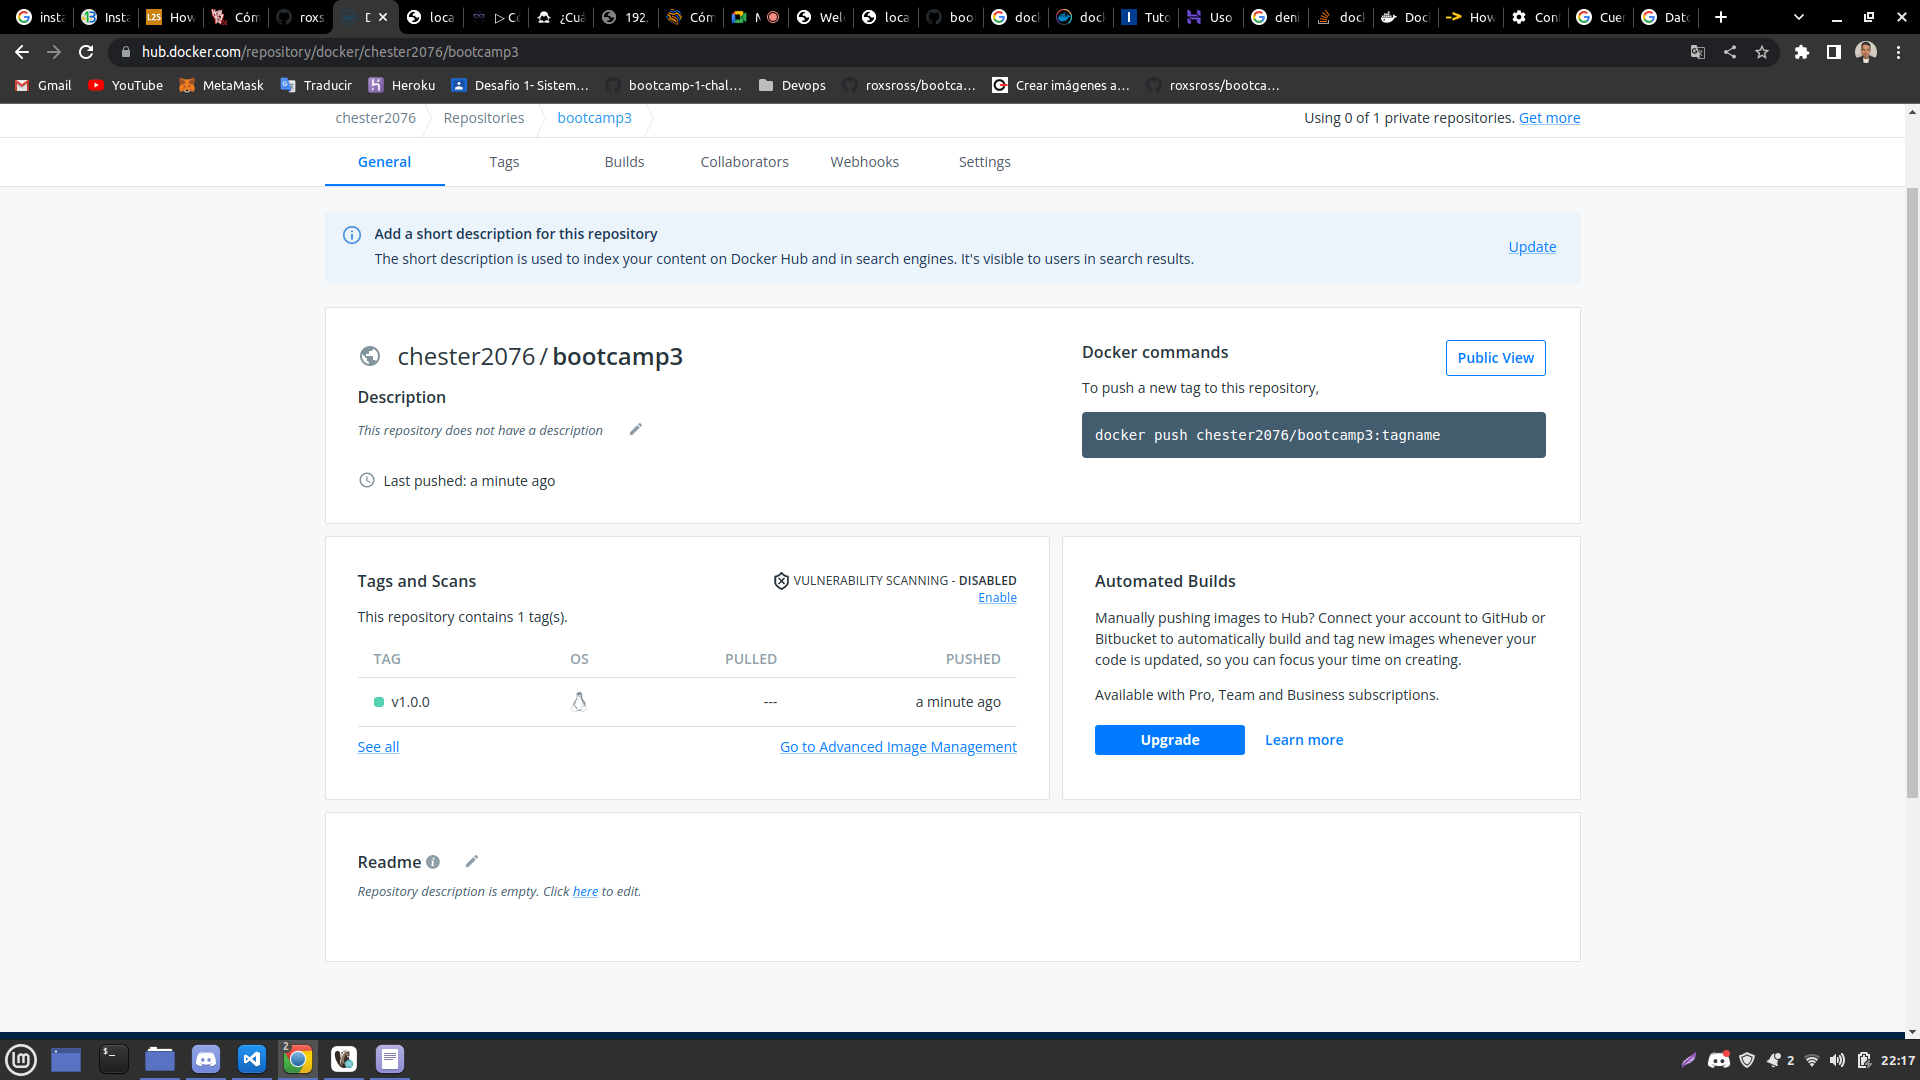 insta
Insta
L2S How
Cóm
roxs
D
loca
▷ Co
¿Cuá
192.
Cóm
M
Wel
loca
boo
dock
dock
Tuto
Uso
deni
dock
Doc
How
Con
Cuer
Dato
hub.docker.com/repository/docker/chester2076/bootcamp3
Gmail YouTube MetaMask Traducir Heroku Desafio 1- Sistem... bootcamp-1-chal... Devops roxsross/bootca... Crear imágenes a... roxsross/bootca...
chester2076 Repositories bootcamp3 Using 0 of 1 private repositories. Get more
General Tags Builds Collaborators Webhooks Settings
Add a short description for this repository
The short description is used to index your content on Docker Hub and in search engines. It's visible to users in search results.
Update
chester2076 / bootcamp3
Description
This repository does not have a description
Last pushed: a minute ago
Docker commands
Public View
To push a new tag to this repository,
docker push chester2076/bootcamp3:tagname
Tags and Scans
VULNERABILITY SCANNING - DISABLED
Enable
This repository contains 1 tag(s).
TAG OS PULLED PUSHED
v1.0.0 --- a minute ago
See all Go to Advanced Image Management
Automated Builds
Manually pushing images to Hub? Connect your account to GitHub or
Bitbucket to automatically build and tag new images whenever your
code is updated, so you can focus your time on creating.
Available with Pro, Team and Business subscriptions.
Upgrade Learn more
Readme
Repository description is empty. Click here to edit.
2
2 22:17